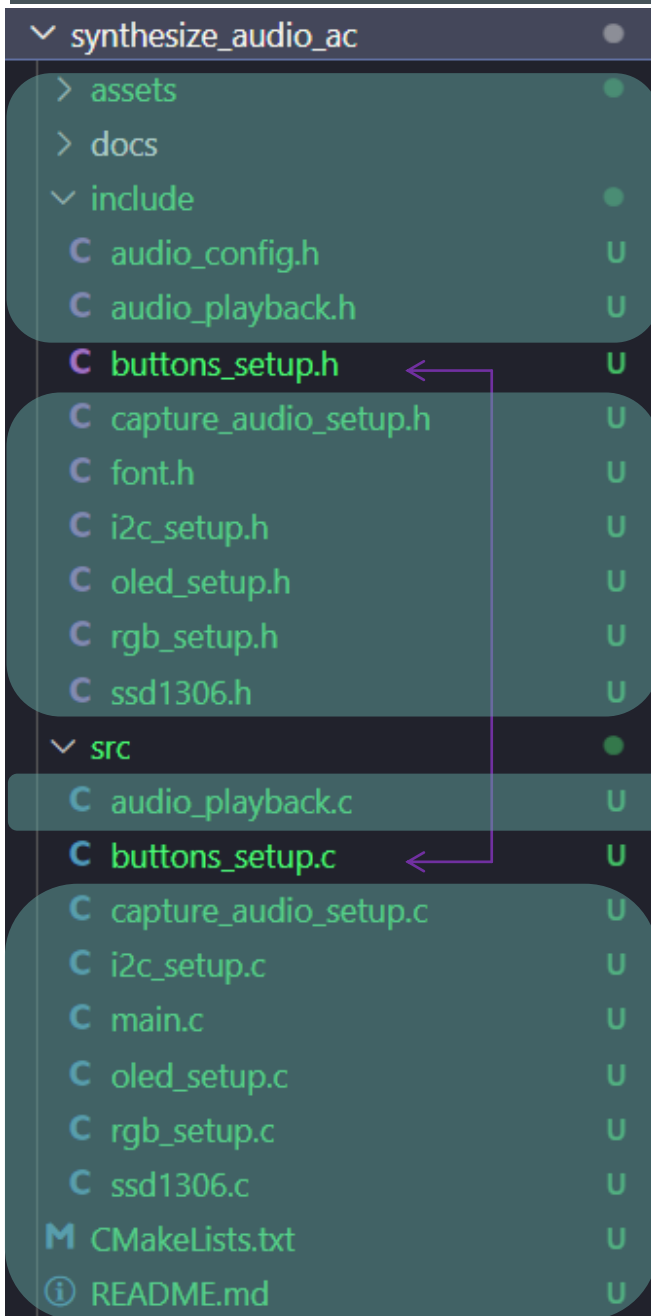 synthesize_audio_ac
assets
docs
include
C audio_config.h U
C audio_playback.h U
C buttons_setup.h U
C capture_audio_setup.h U
C font.h U
C i2c_setup.h U
C oled_setup.h U
C rgb_setup.h U
C ssd1306.h U
src
C audio_playback.c U
C buttons_setup.c U
C capture_audio_setup.c U
C i2c_setup.c U
C main.c U
C oled_setup.c U
C rgb_setup.c U
C ssd1306.c U
M CMakeLists.txt U
README.md U